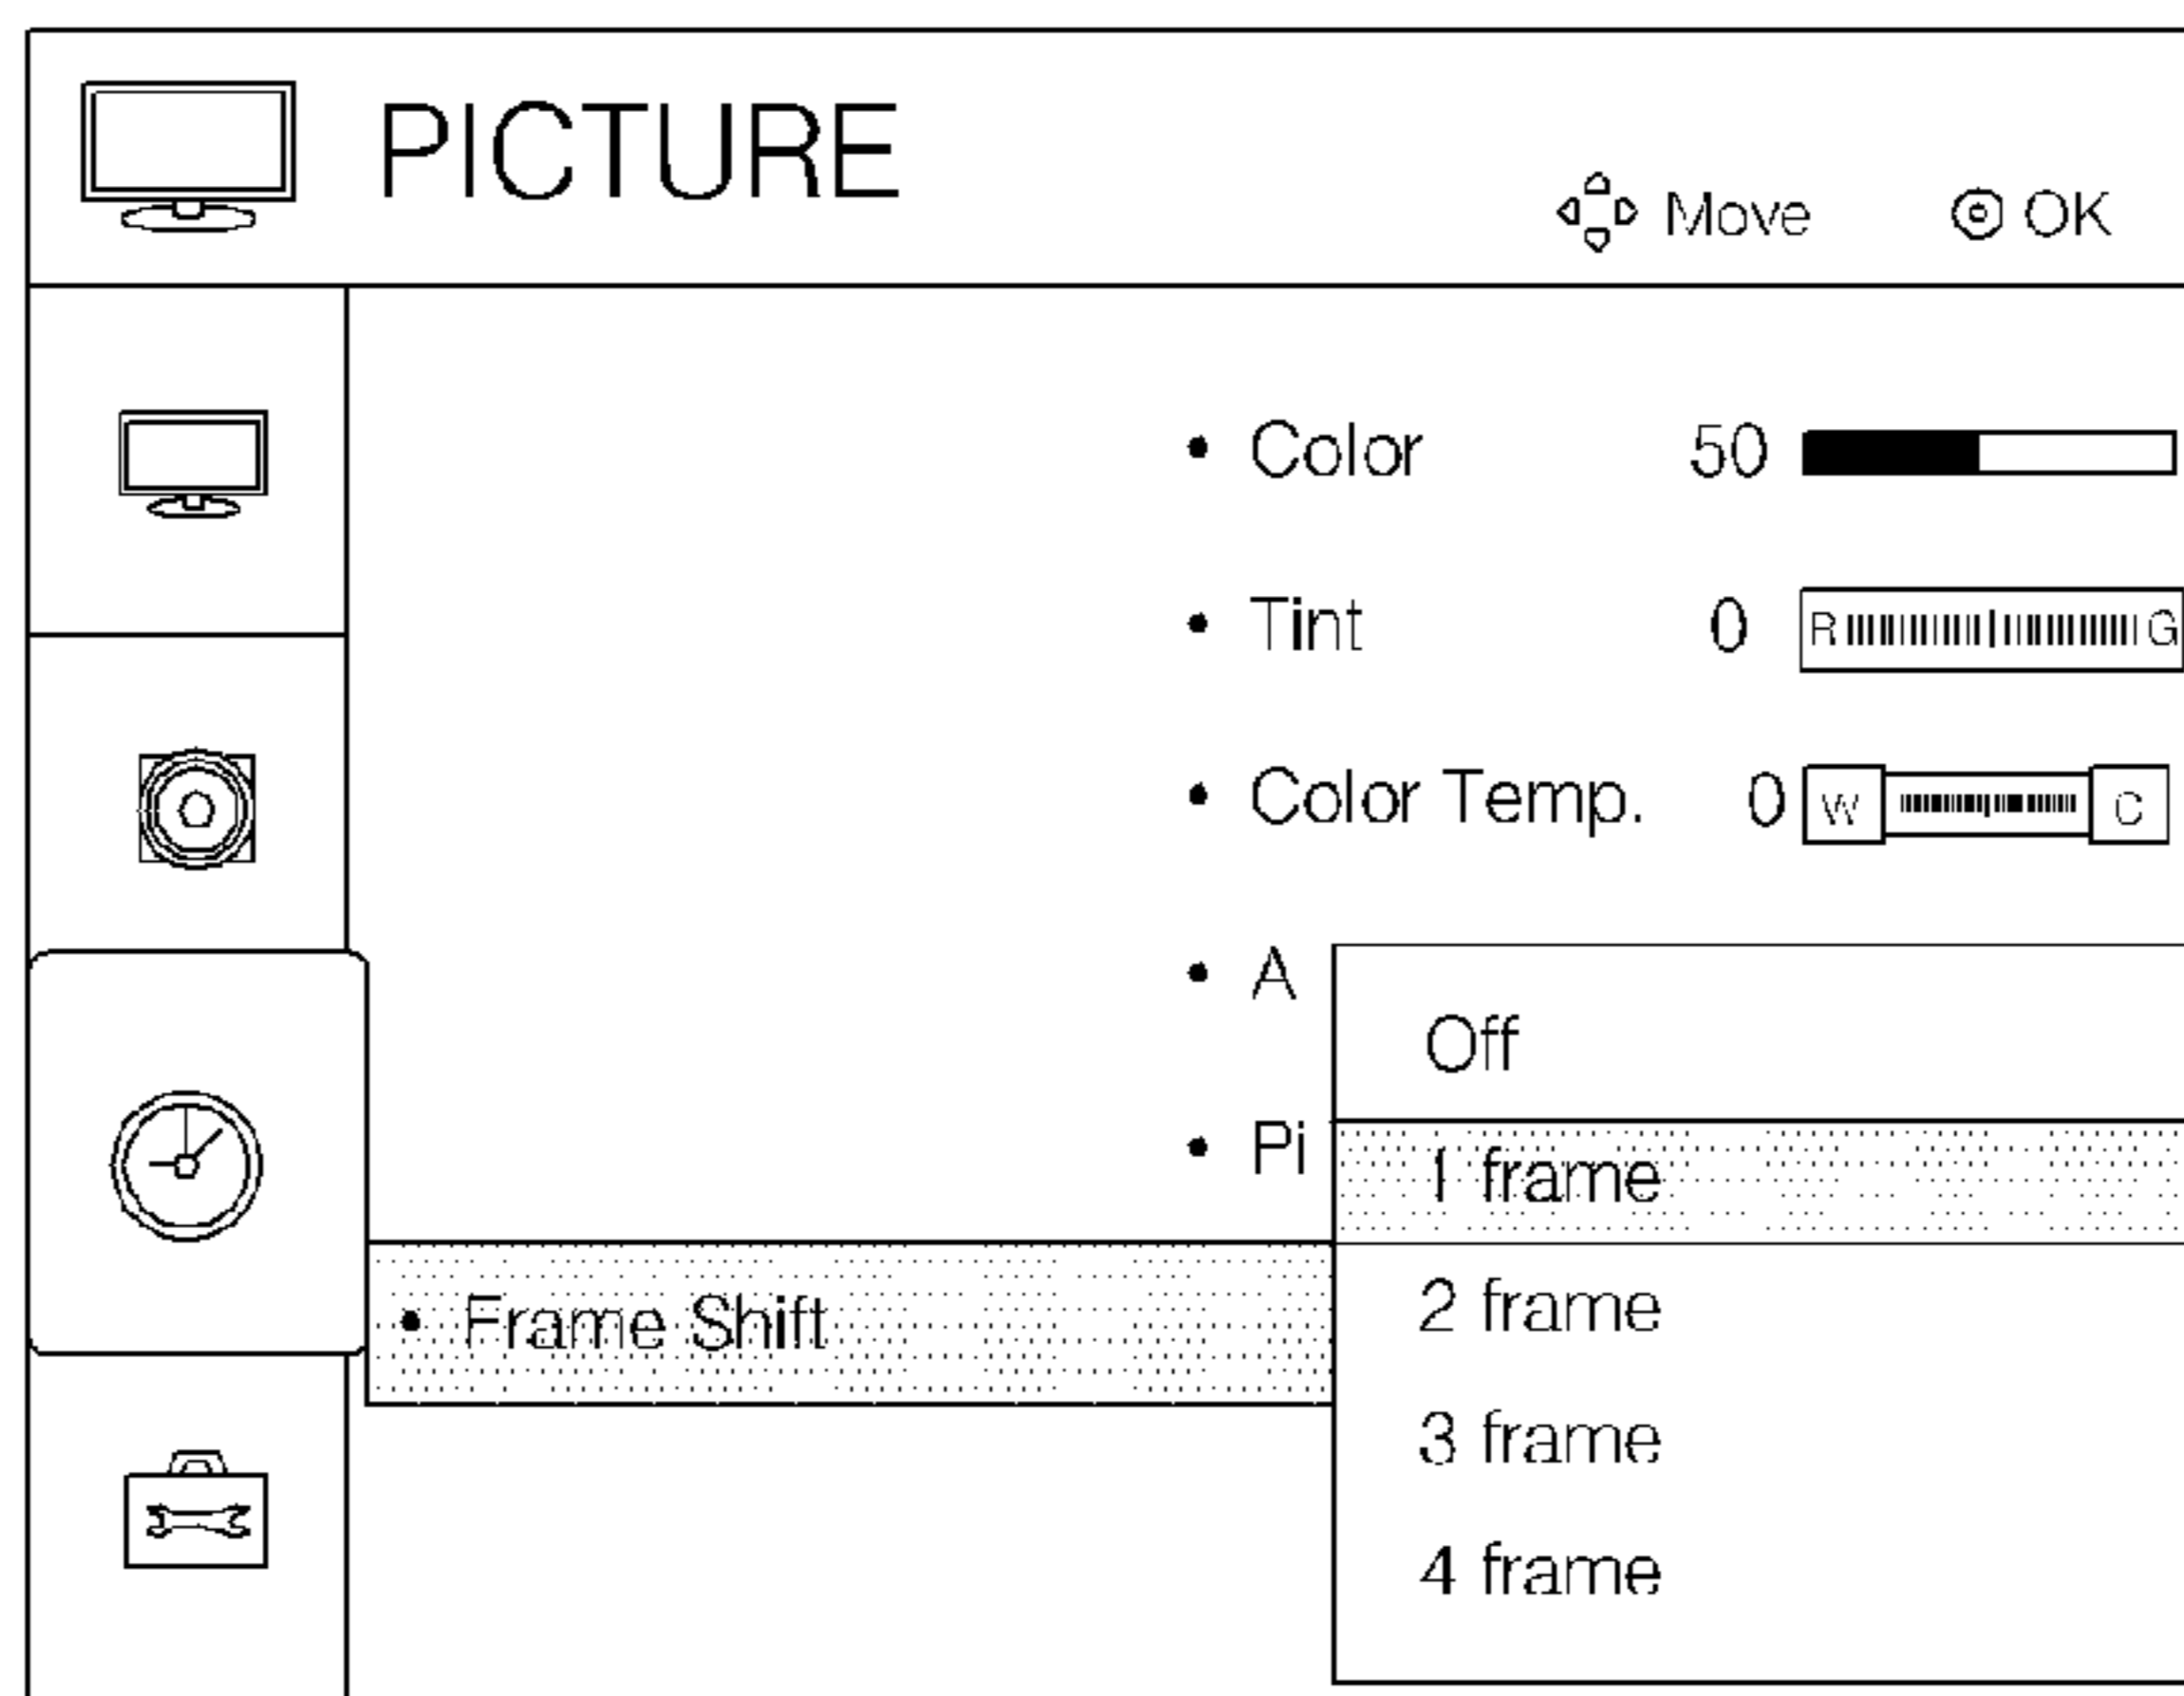 PICTURE
Move OK
• Color 50
• Tint 0 R G
• Color Temp. 0 W C
• A
Off
• Pi
1 frame
• Frame Shift
2 frame
3 frame
4 frame